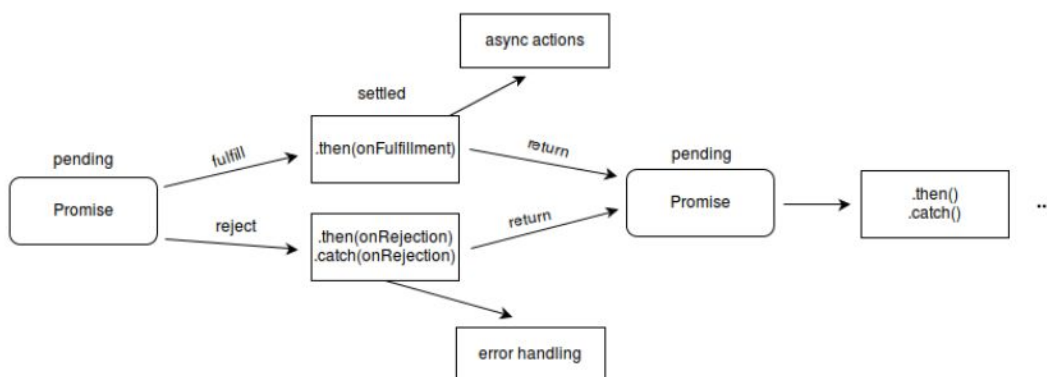 async actions
settled
.then(onFulfillment)
pending
fulfill
return
pending
Promise
Promise
.then()
.catch()
..
reject
.then(onRejection)
.catch(onRejection)
return
error handling